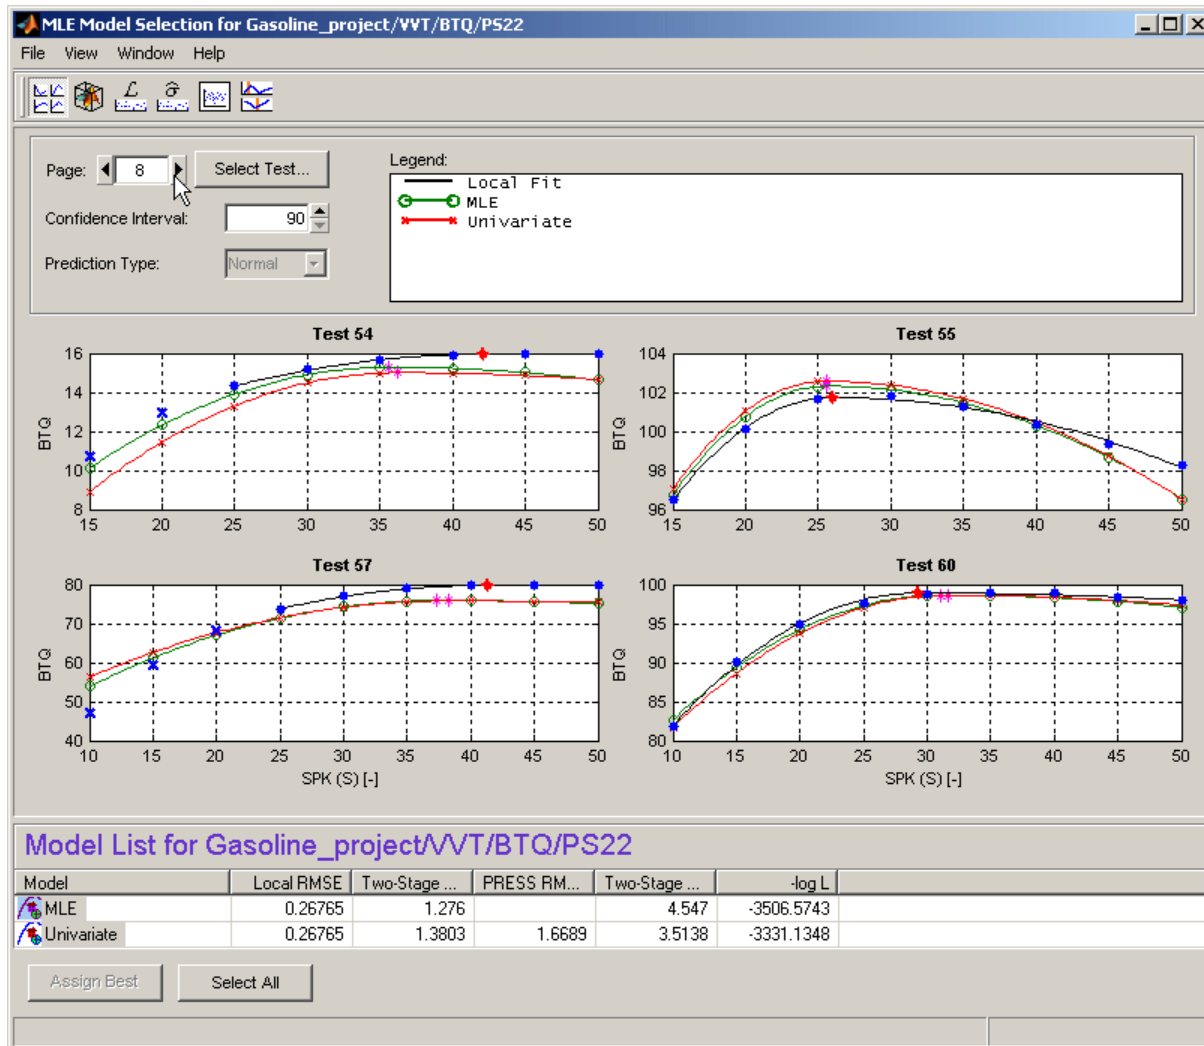 MLE Model Selection for Gasoline_project/VVT/BTQ/PS22
File View Window Help
Page: 8 Select Test...
Confidence Interval: 90
Prediction Type: Normal
Legend:
Local Fit
MLE
Univariate
Test 54
BTQ
16
14
12
10
8
15 20 25 30 35 40 45 50
Test 55
BTQ
104
102
100
98
96
15 20 25 30 35 40 45 50
Test 57
BTQ
80
70
60
50
40
10 15 20 25 30 35 40 45 50
SPK (S) [-]
Test 60
BTQ
100
95
90
85
80
10 15 20 25 30 35 40 45 50
SPK (S) [-]
Model List for Gasoline_project/VVT/BTQ/PS22
Model Local RMSE Two-Stage ... PRESS RM... Two-Stage ... -log L
MLE 0.26765 1.276 4.547 -3506.5743
Univariate 0.26765 1.3803 1.6689 3.5138 -3331.1348
Assign Best Select All